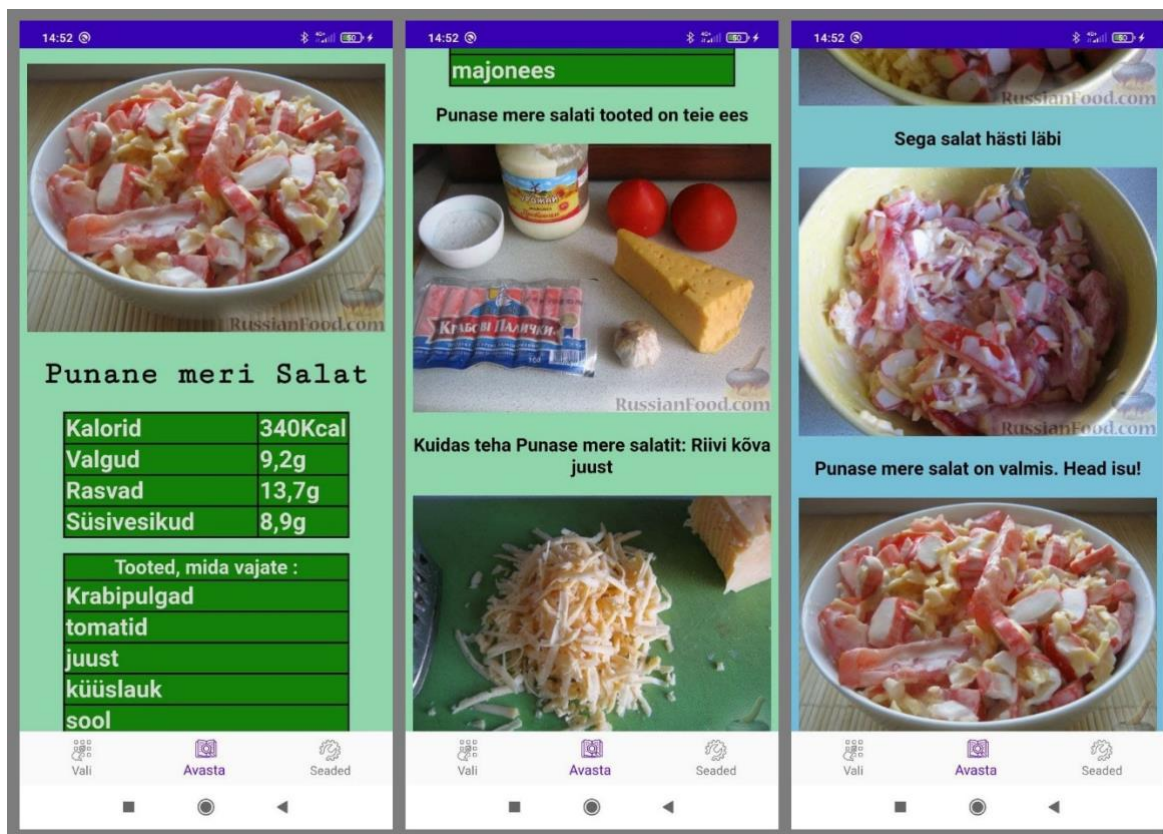 14:52
RussianFood.com
Punane meri Salat
Kalorid 340Kcal
Valgud 9,2g
Rasvad 13,7g
Süsivesikud 8,9g
Tooted, mida vajate :
Krabipulgad
tomatid
juust
küüslauk
sool
Vali Avasta Seaded
14:52
majonees
Punase mere salati tooted on teie ees
УРОЖАЙ
КРАБОВІ ПАЛИЧКИ
RussianFood.com
Kuidas teha Punase mere salatit: Riivi kõva
juust
Vali Avasta Seaded
14:52
RussianFood.com
Sega salat hästi läbi
RussianFood.com
Punase mere salat on valmis. Head isu!
Vali Avasta Seaded